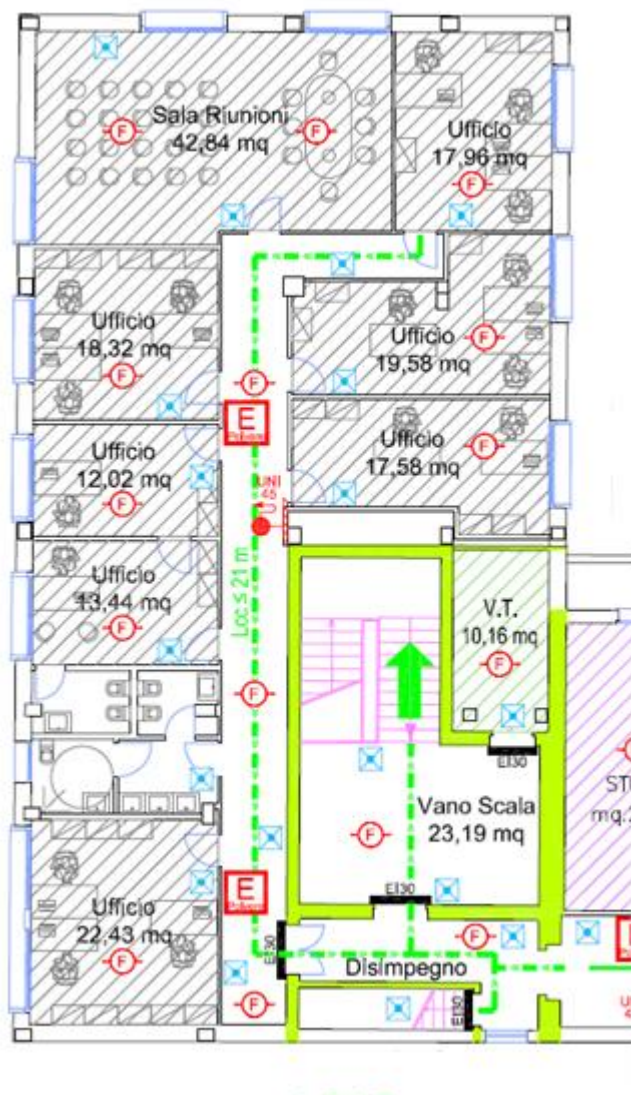 Sala Riunioni
42,84 mq
F
F
Ufficio
17,96 mq
F
Ufficio
18,32 mq
F
Ufficio
19,58 mq
F
F
E
Ufficio
17,58 mq
F
Ufficio
12,02 mq
F
UNI
45
Loc ≤ 21 m
Ufficio
13,44 mq
F
V.T.
10,16 mq
F
F
EI30
Vano Scala
23,19 mq
F
E
EI30
Ufficio
22,43 mq
F
EI30
F
Disimpegno
F
EI30